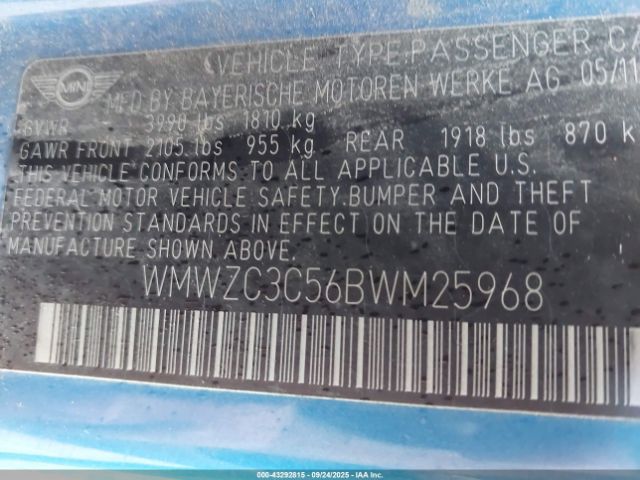 MINI
VEHICLE TYPE:PASSENGER CA
MFD.BY BAYERISCHE MOTOREN WERKE AG 05/11
GVWR 3990 lbs 1810 kg
GAWR FRONT 2105 lbs 955 kg REAR 1918 lbs 870 k
THIS VEHICLE CONFORMS TO ALL APPLICABLE U.S.
FEDERAL MOTOR VEHICLE SAFETY.BUMPER AND THEFT
PREVENTION STANDARDS IN EFFECT ON THE DATE OF
MANUFACTURE SHOWN ABOVE.
WMWZC3C56BWM25968
000-43292815 - 09/24/2025 - IAAI